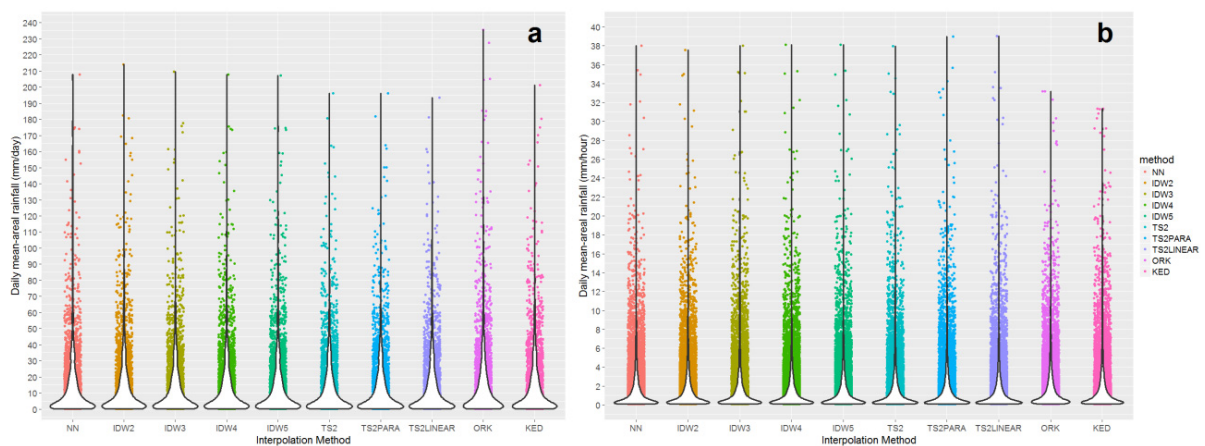 a
Daily mean-areal rainfall (mm/day)
240
230
220
210
200
190
180
170
160
150
140
130
120
110
100
90
80
70
60
50
40
30
20
10
0
NN IDW2 IDW3 IDW4 IDW5 TS2 TS2PARA TS2LINEAR ORK KED
Interpolation Method
b
Daily mean-areal rainfall (mm/hour)
38
36
34
32
30
28
26
24
22
20
18
16
14
12
10
8
6
4
2
0
NN IDW2 IDW3 IDW4 IDW5 TS2 TS2PARA TS2LINEAR ORK KED
Interpolation Method
method
NN
IDW2
IDW3
IDW4
IDW5
TS2
TS2PARA
TS2LINEAR
ORK
KED